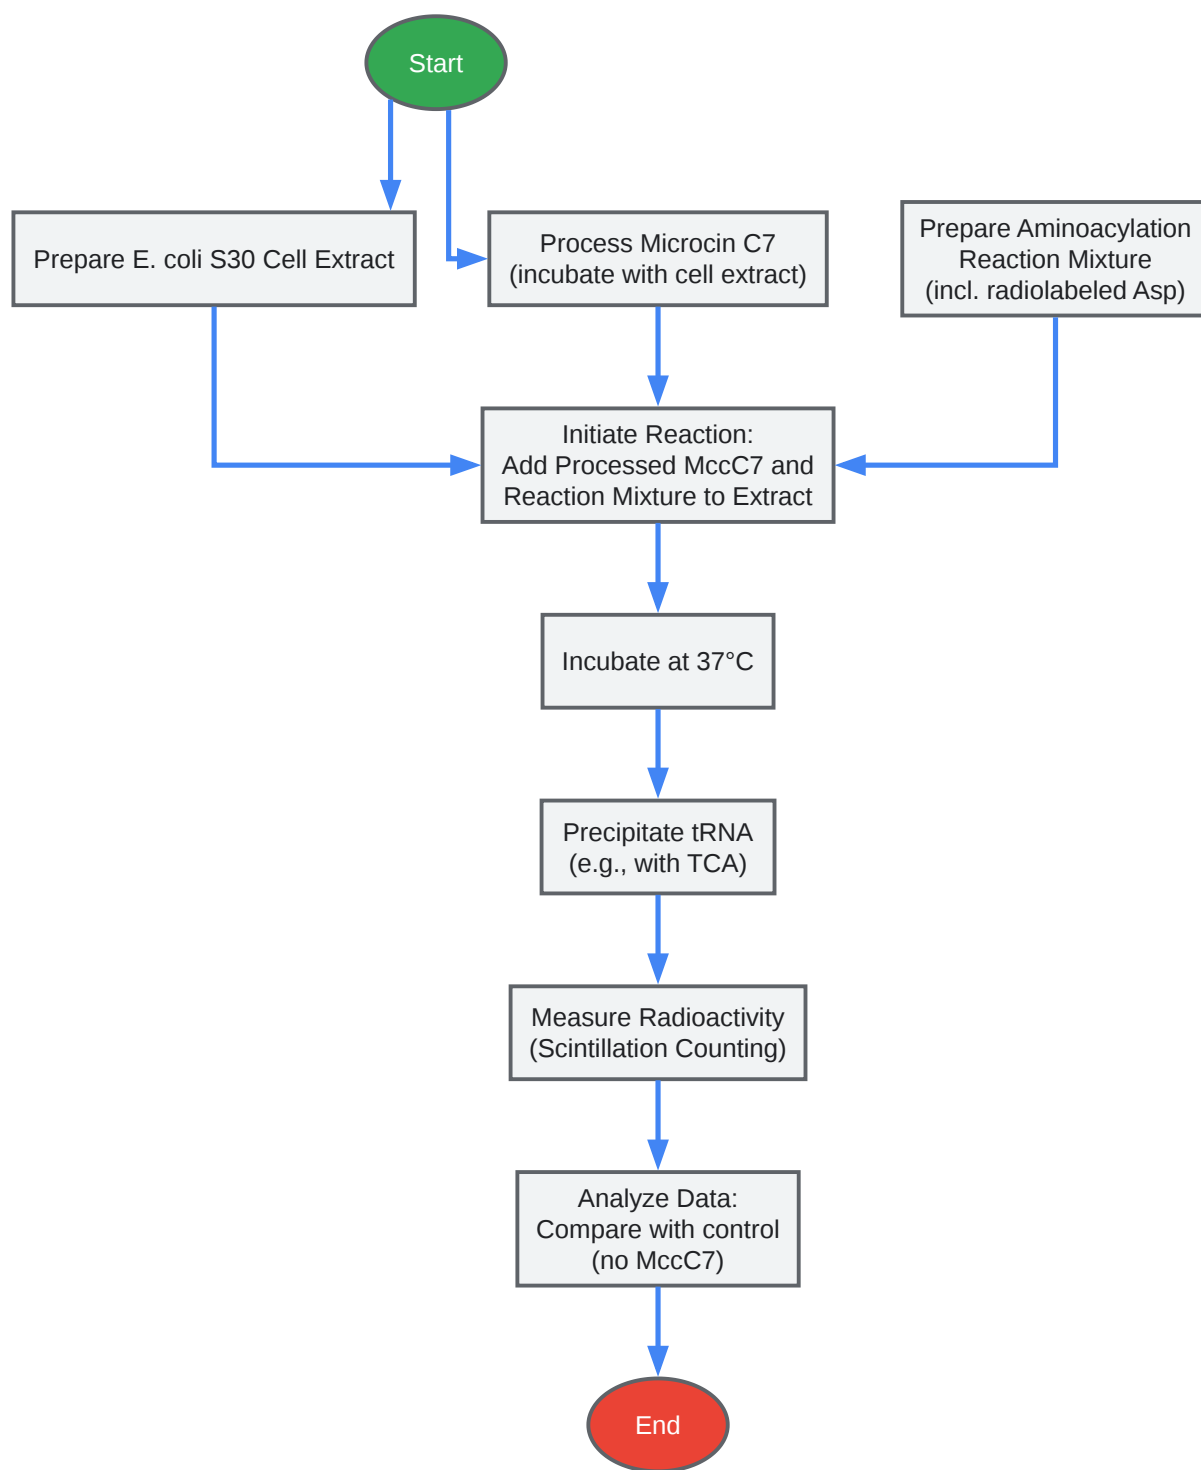 Start
Prepare E. coli S30 Cell Extract
Process Microcin C7
(incubate with cell extract)
Prepare Aminoacylation
Reaction Mixture
(incl. radiolabeled Asp)
Initiate Reaction:
Add Processed MccC7 and
Reaction Mixture to Extract
Incubate at 37°C
Precipitate tRNA
(e.g., with TCA)
Measure Radioactivity
(Scintillation Counting)
Analyze Data:
Compare with control
(no MccC7)
End